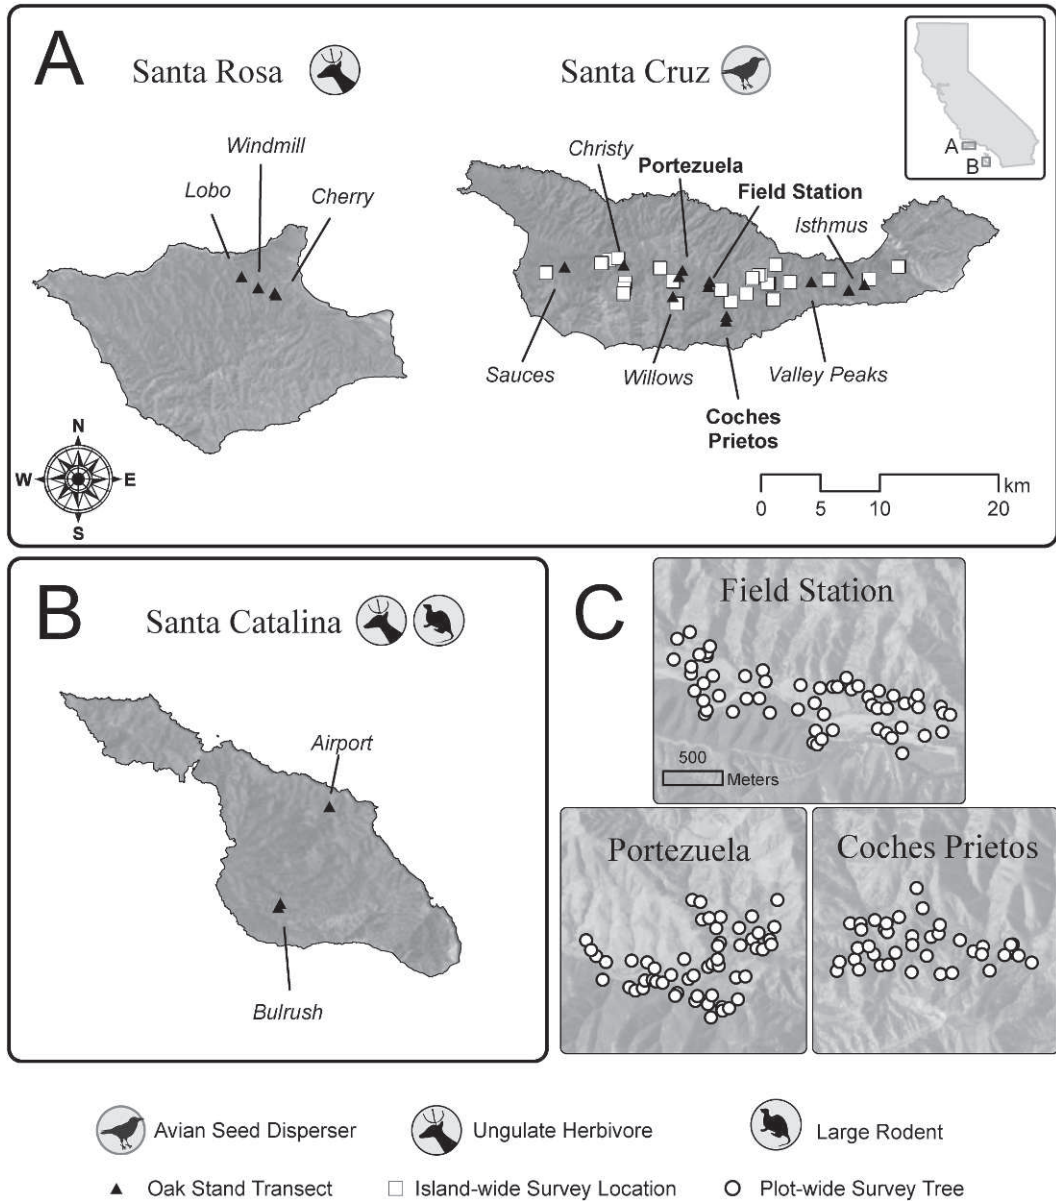 A
Santa Rosa
Santa Cruz
A
B
Windmill
Lobo
Cherry
Christy
Portezuela
Field Station
Isthmus
Sauces
Willows
Valley Peaks
Coches
Prietos
N
W E
S
km
0 5 10 20
B
Santa Catalina
Airport
Bulrush
C
Field Station
500
Meters
Portezuela
Coches Prietos
Avian Seed Disperser
Ungulate Herbivore
Large Rodent
Oak Stand Transect
Island-wide Survey Location
Plot-wide Survey Tree